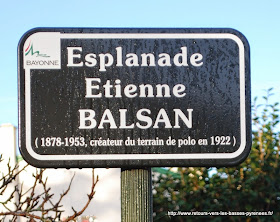 BAYONNE
Esplanade
Etienne
BALSAN
( 1878-1953, créateur du terrain de polo en 1922 )
http://www.retours-vers-les-basses-pyrenees.fr/